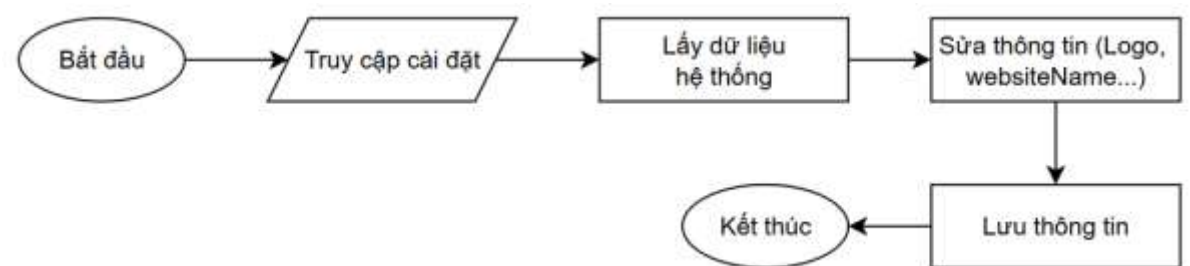 Bắt đầu
Truy cập cài đặt
Lấy dữ liệu
hệ thống
Sửa thông tin (Logo,
websiteName...)
Kết thúc
Lưu thông tin